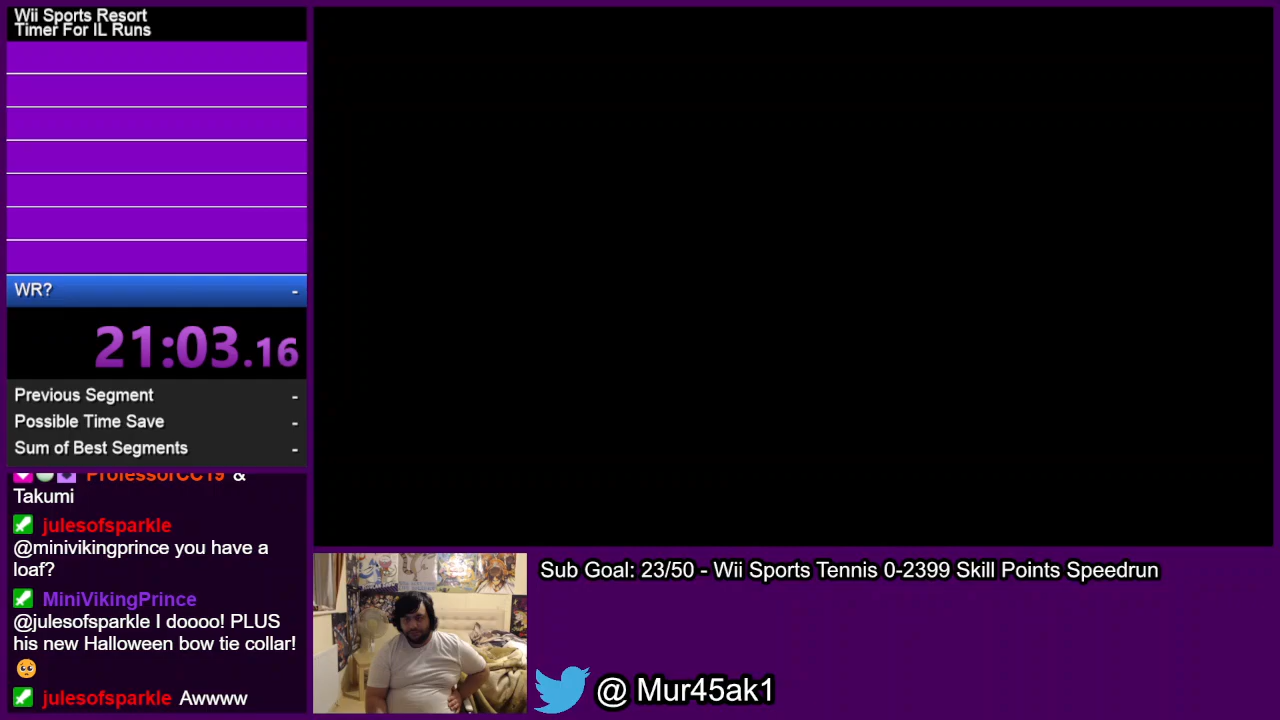 Wii Sports Resort
Timer For IL Runs
WR? -
21:03.16
Previous Segment -
Possible Time Save -
Sum of Best Segments -
ProfessorCC19 &
Takumi
julesofsparkle
@minivikingprince you have a
loaf?
MiniVikingPrince
@julesofsparkle I doooo! PLUS
his new Halloween bow tie collar!
🥺
julesofsparkle Awwww
Sub Goal: 23/50 - Wii Sports Tennis 0-2399 Skill Points Speedrun
@ Mur45ak1